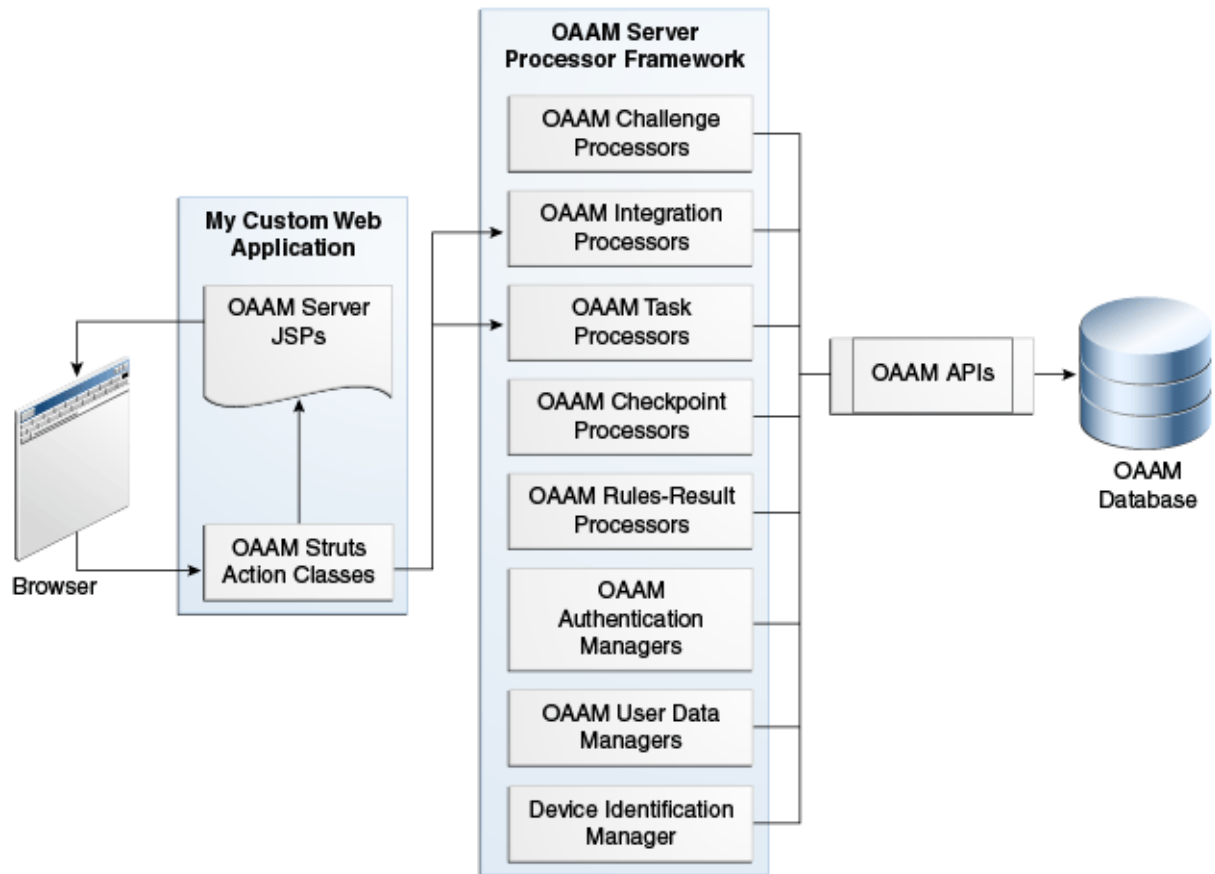 OAAM Server
Processor Framework
OAAM Challenge
Processors
OAAM Integration
Processors
My Custom Web
Application
OAAM Server
JSPs
OAAM Task
Processors
OAAM APIs
OAAM Checkpoint
Processors
OAAM
Database
OAAM Rules-Result
Processors
OAAM Struts
Action Classes
Browser
OAAM
Authentication
Managers
OAAM User Data
Managers
Device Identification
Manager